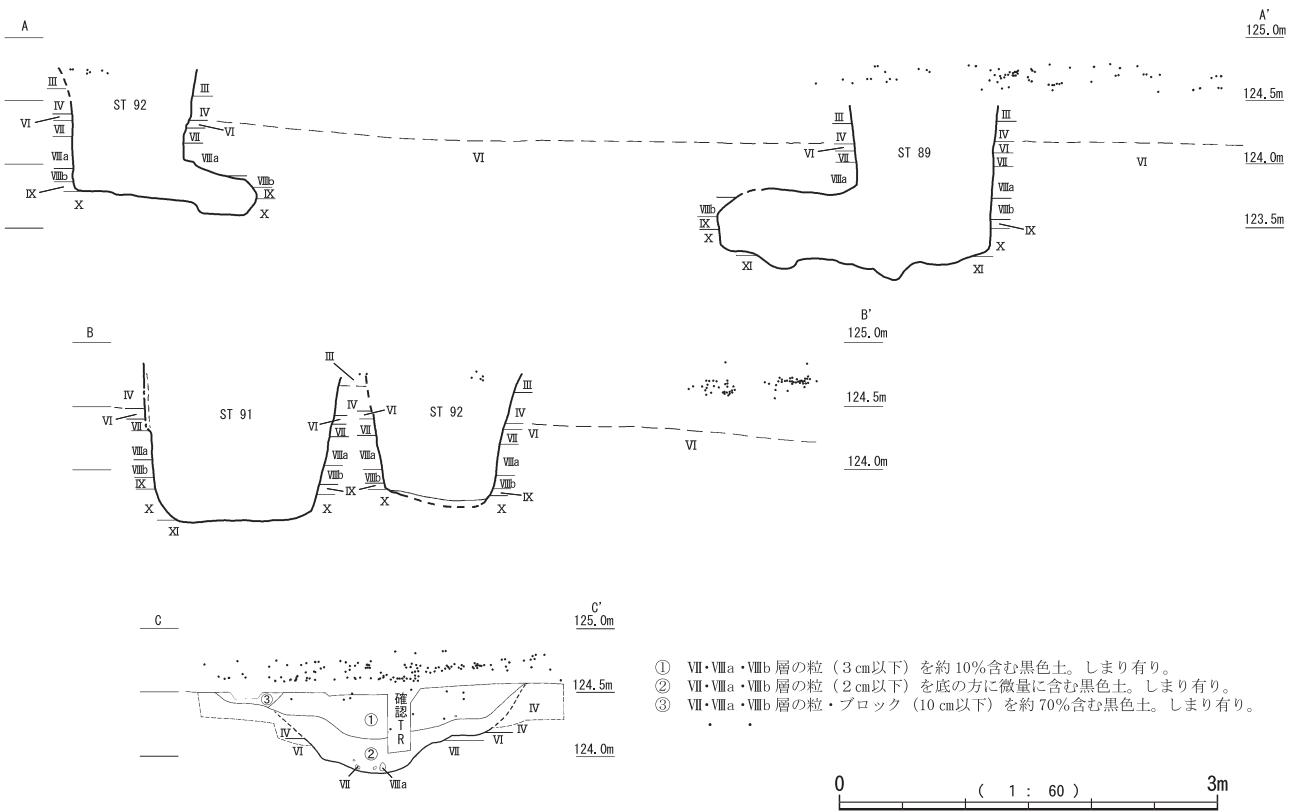 A
A'
125.0m
Ⅲ
ST 92
Ⅲ
124.5m
Ⅳ
Ⅵ
Ⅶ
Ⅷa
Ⅷb
Ⅸ
Ⅹ
Ⅳ
Ⅵ
Ⅶ
Ⅷa
Ⅷb
Ⅸ
Ⅹ
Ⅵ
Ⅲ
Ⅳ
Ⅵ
Ⅶ
Ⅷa
Ⅷb
Ⅸ
Ⅹ
Ⅺ
ST 89
Ⅲ
Ⅳ
Ⅵ
Ⅶ
Ⅷa
Ⅷb
Ⅸ
Ⅹ
Ⅺ
Ⅵ
124.0m
123.5m
B
B'
125.0m
Ⅳ
Ⅵ
Ⅶ
Ⅷa
Ⅷb
Ⅸ
Ⅹ
Ⅺ
ST 91
Ⅲ
Ⅳ
Ⅵ
Ⅶ
Ⅷa
Ⅷb
Ⅸ
Ⅹ
Ⅵ
Ⅶ
Ⅷa
Ⅷb
Ⅹ
ST 92
Ⅲ
Ⅳ
Ⅵ
Ⅶ
Ⅷa
Ⅷb
Ⅸ
Ⅹ
Ⅵ
124.5m
124.0m
C
C'
125.0m
124.5m
124.0m
③
①
②
確認TR
Ⅳ
Ⅵ
Ⅶ
Ⅷa
Ⅶ
Ⅵ
Ⅳ
Ⅳ
① Ⅶ・Ⅷa・Ⅷb 層の粒(3㎝以下)を約10%含む黒色土。しまり有り。
② Ⅶ・Ⅷa・Ⅷb 層の粒(2㎝以下)を底の方に微量に含む黒色土。しまり有り。
③ Ⅶ・Ⅷa・Ⅷb 層の粒・ブロック(10㎝以下)を約70%含む黒色土。しまり有り。
0
( 1 : 60 )
3m